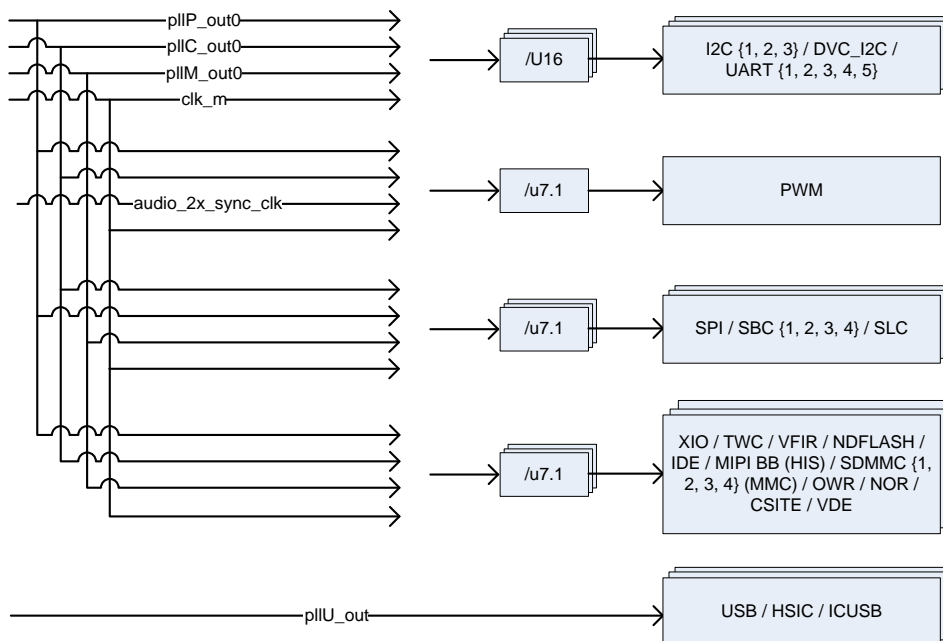 pllP_out0
pllC_out0
pllM_out0
clk_m
/U16
I2C {1, 2, 3} / DVC_I2C /
UART {1, 2, 3, 4, 5}
audio_2x_sync_clk
/u7.1
PWM
/u7.1
SPI / SBC {1, 2, 3, 4} / SLC
/u7.1
XIO / TWC / VFIR / NDFLASH /
IDE / MIPI BB (HIS) / SDMMC {1,
2, 3, 4} (MMC) / OWR / NOR /
CSITE / VDE
pllU_out
USB / HSIC / ICUSB